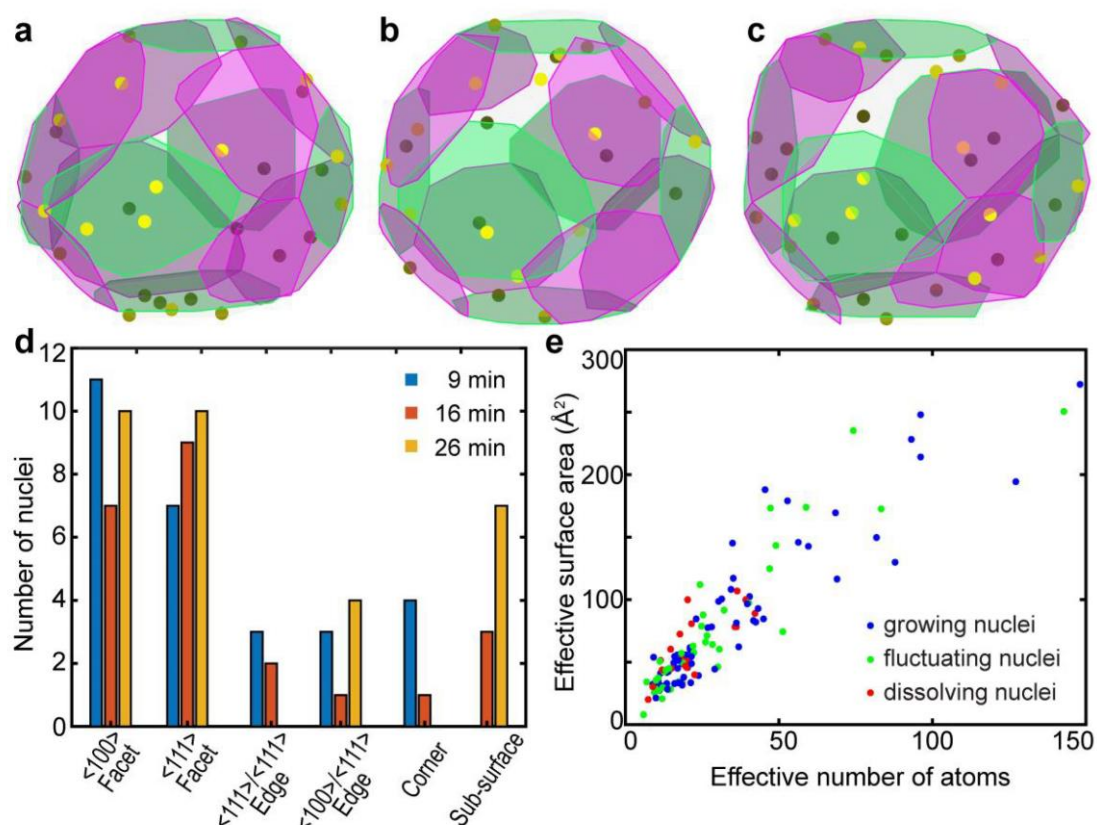 a
b
c
d
12
10
8
6
4
2
0
Number of nuclei
9 min
16 min
26 min
<100>
Facet
<111>
Facet
<111>/<111>
Edge
<100>/<111>
Edge
Corner
Sub-surface
e
300
200
100
0
Effective surface area (Å²)
growing nuclei
fluctuating nuclei
dissolving nuclei
0
50
100
150
Effective number of atoms